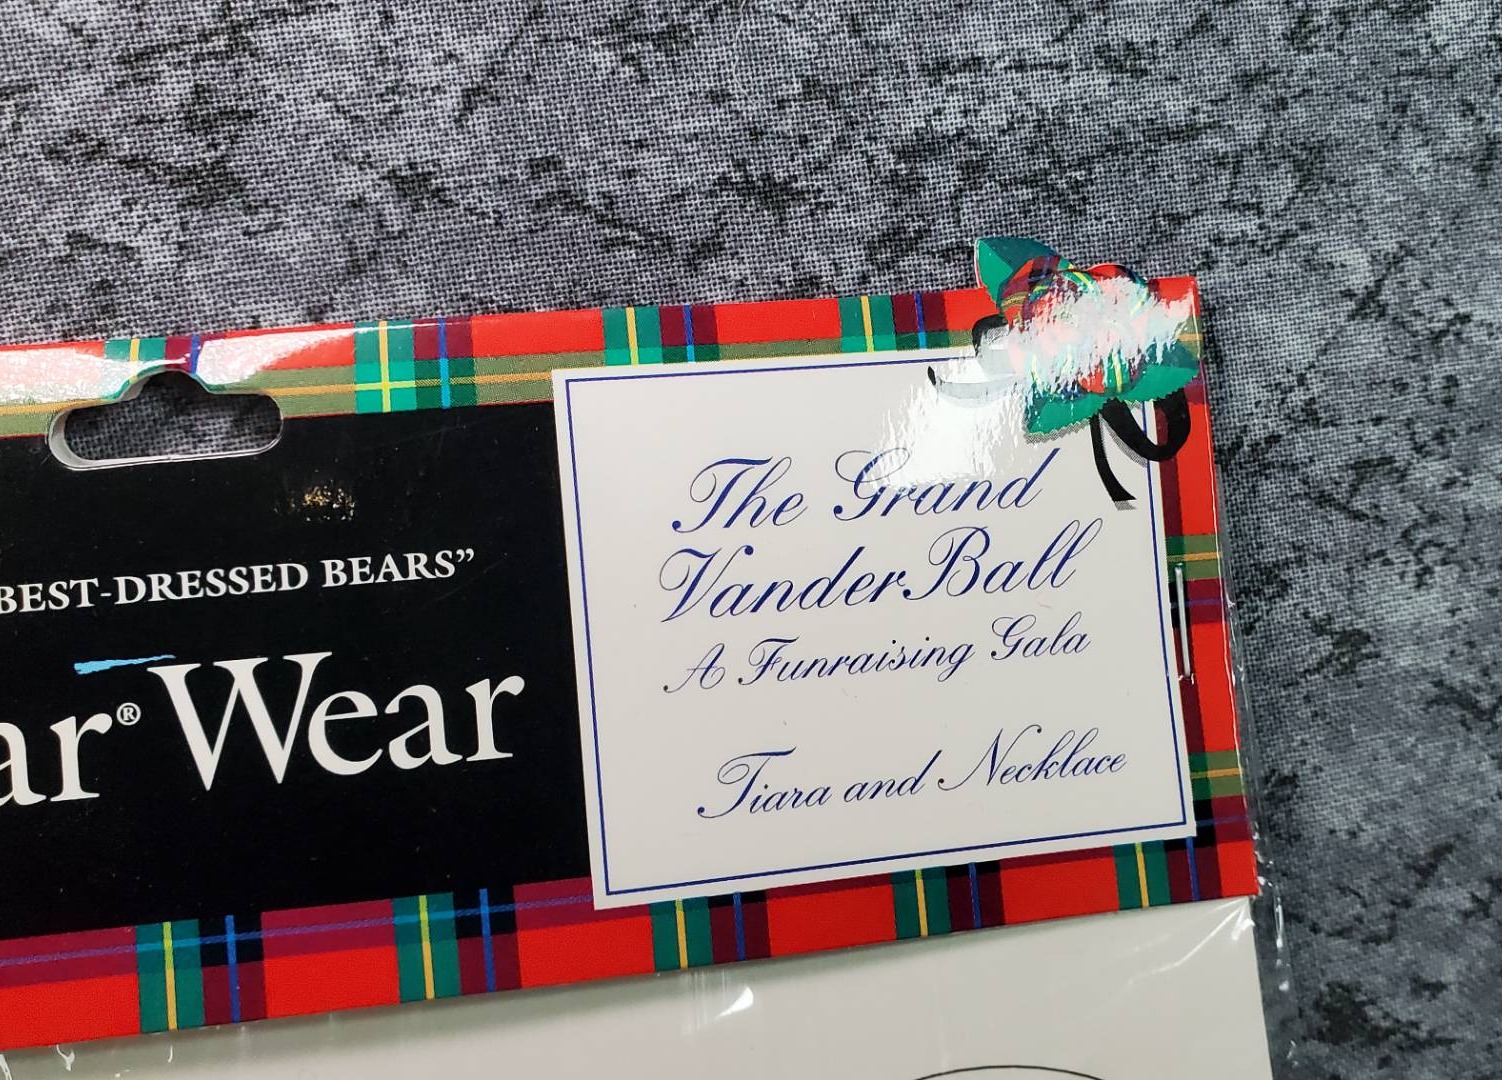 BEST-DRESSED BEARS”
ar® Wear
The Grand
VanderBall
A Funraising Gala
Tiara and Necklace